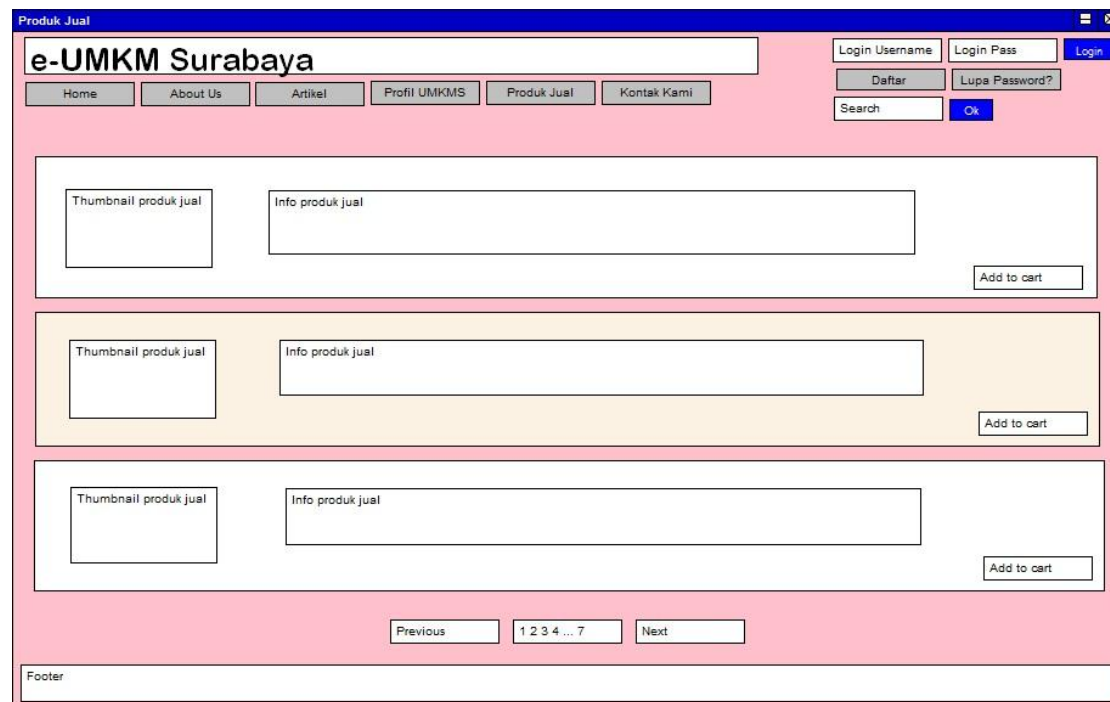 Produk Jual
e-UMKM Surabaya
Login Username Login Pass Login
Daftar Lupa Password?
Home About Us Artikel Profil UMKMS Produk Jual Kontak Kami
Search Ok
Thumbnail produk jual Info produk jual
Add to cart
Thumbnail produk jual Info produk jual
Add to cart
Thumbnail produk jual Info produk jual
Add to cart
Previous 1 2 3 4 ... 7 Next
Footer